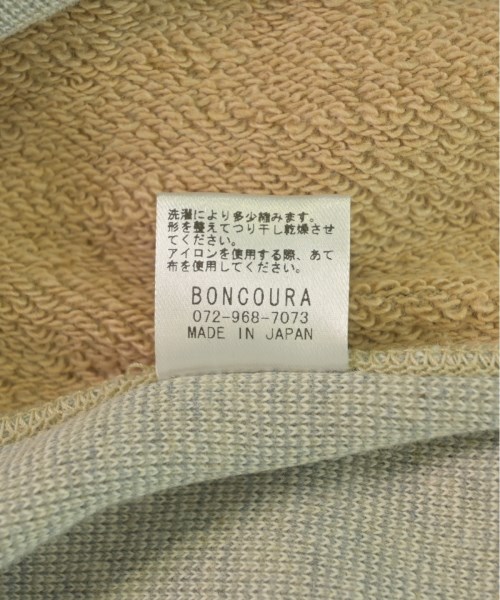 洗濯により多少縮みます。
形を整えてつり干し乾燥させ
てください。
アイロンを使用する際、あて
布を使用してください。
BONCOURA
072-968-7073
MADE IN JAPAN